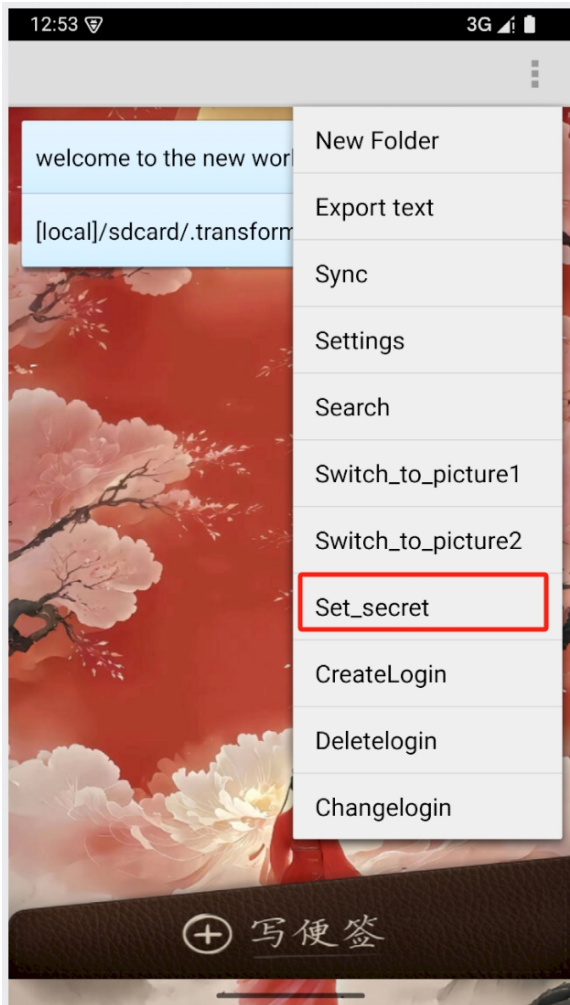 12:53
3G
welcome to the new worl
[local]/sdcard/.transform
New Folder
Export text
Sync
Settings
Search
Switch_to_picture1
Switch_to_picture2
Set_secret
CreateLogin
Deletelogin
Changelogin
写便签